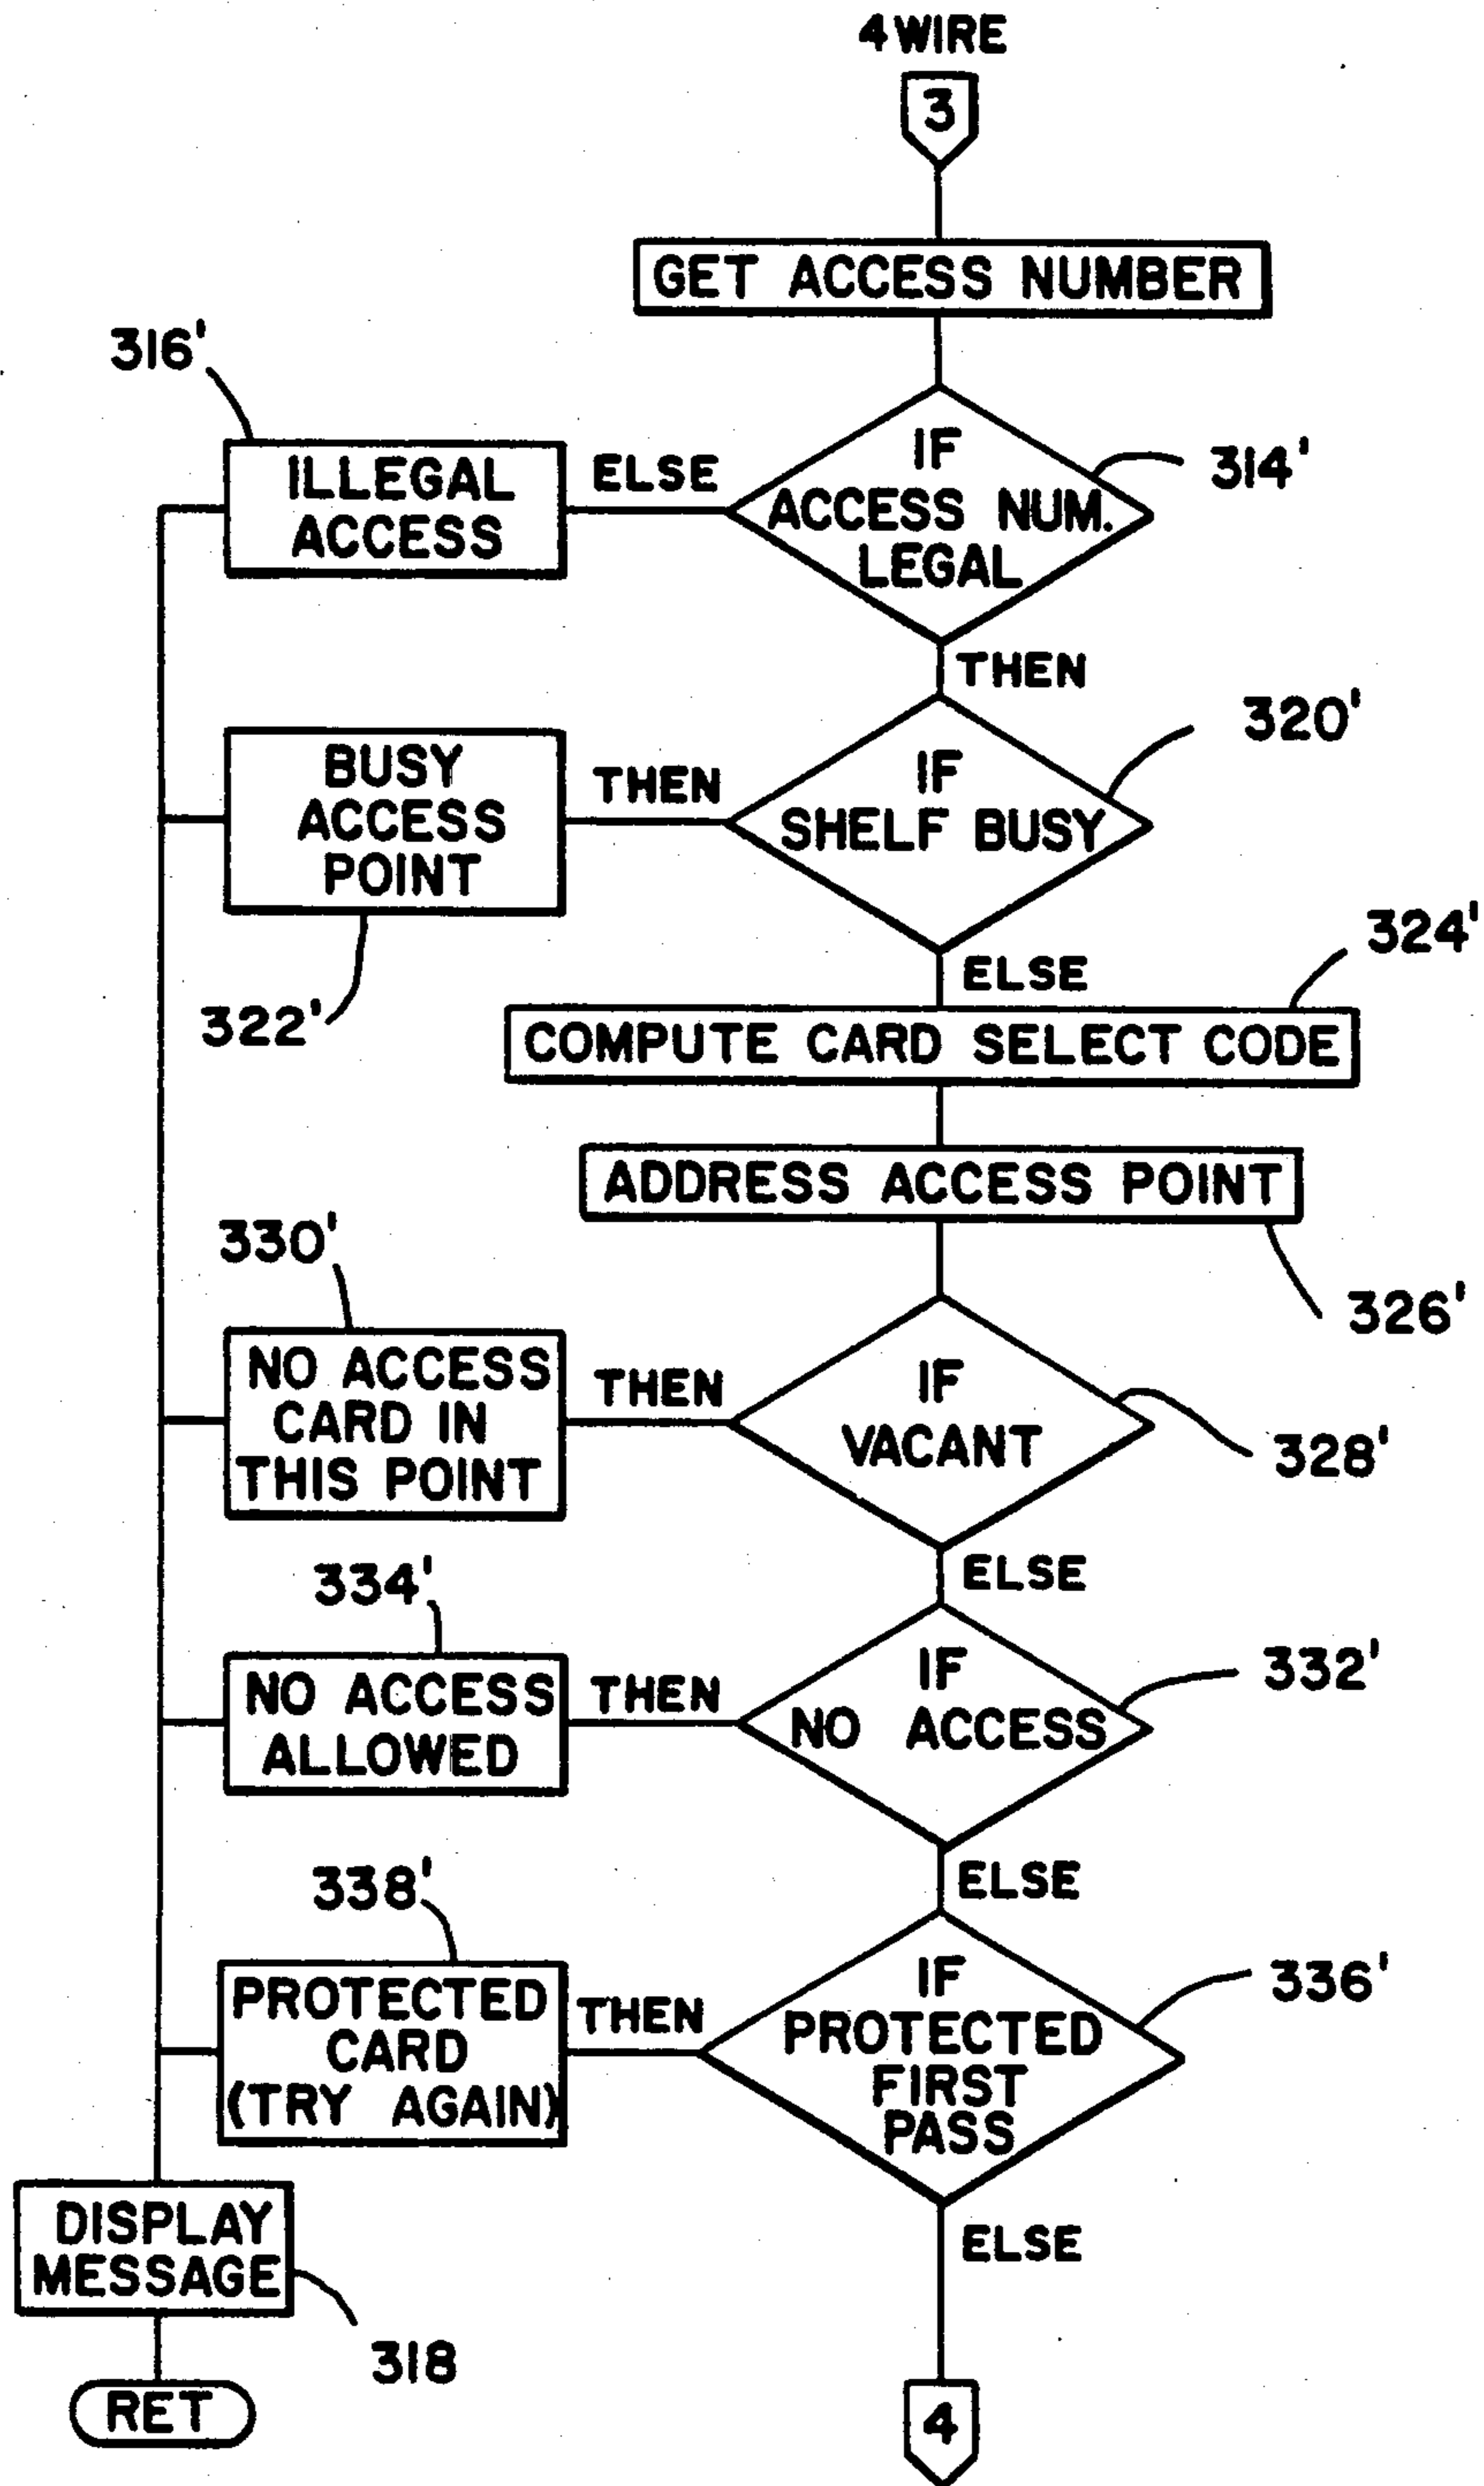 4 WIRE
3
GET ACCESS NUMBER
316'
ILLEGAL
ACCESS
ELSE
IF
ACCESS NUM.
LEGAL
314'
THEN
BUSY
ACCESS
POINT
322'
THEN
IF
SHELF BUSY
320'
ELSE
324'
COMPUTE CARD SELECT CODE
ADDRESS ACCESS POINT
326'
330'
NO ACCESS
CARD IN
THIS POINT
THEN
IF
VACANT
328'
ELSE
334'
NO ACCESS
ALLOWED
THEN
IF
NO ACCESS
332'
ELSE
338'
PROTECTED
CARD
(TRY AGAIN)
THEN
IF
PROTECTED
FIRST
PASS
336'
ELSE
DISPLAY
MESSAGE
318
RET
4